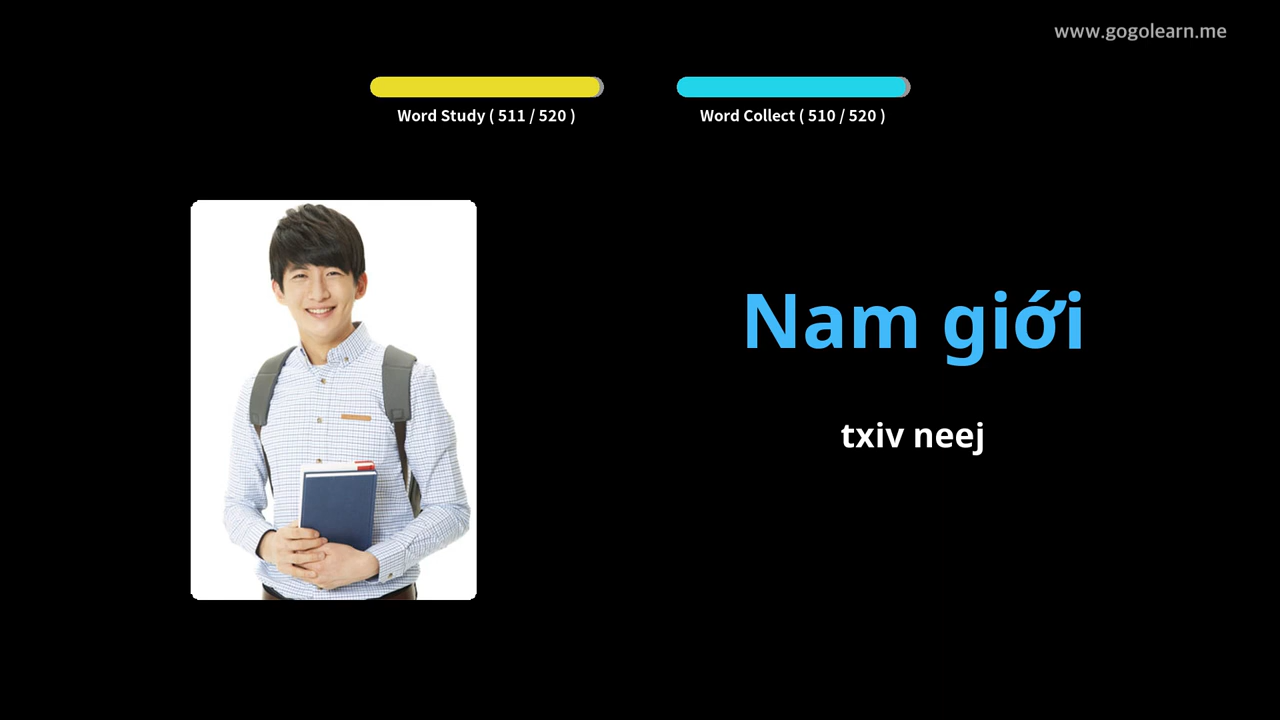 www.gogolearn.me
Word Study ( 511 / 520 )
Word Collect ( 510 / 520 )
Nam giới
txiv neej